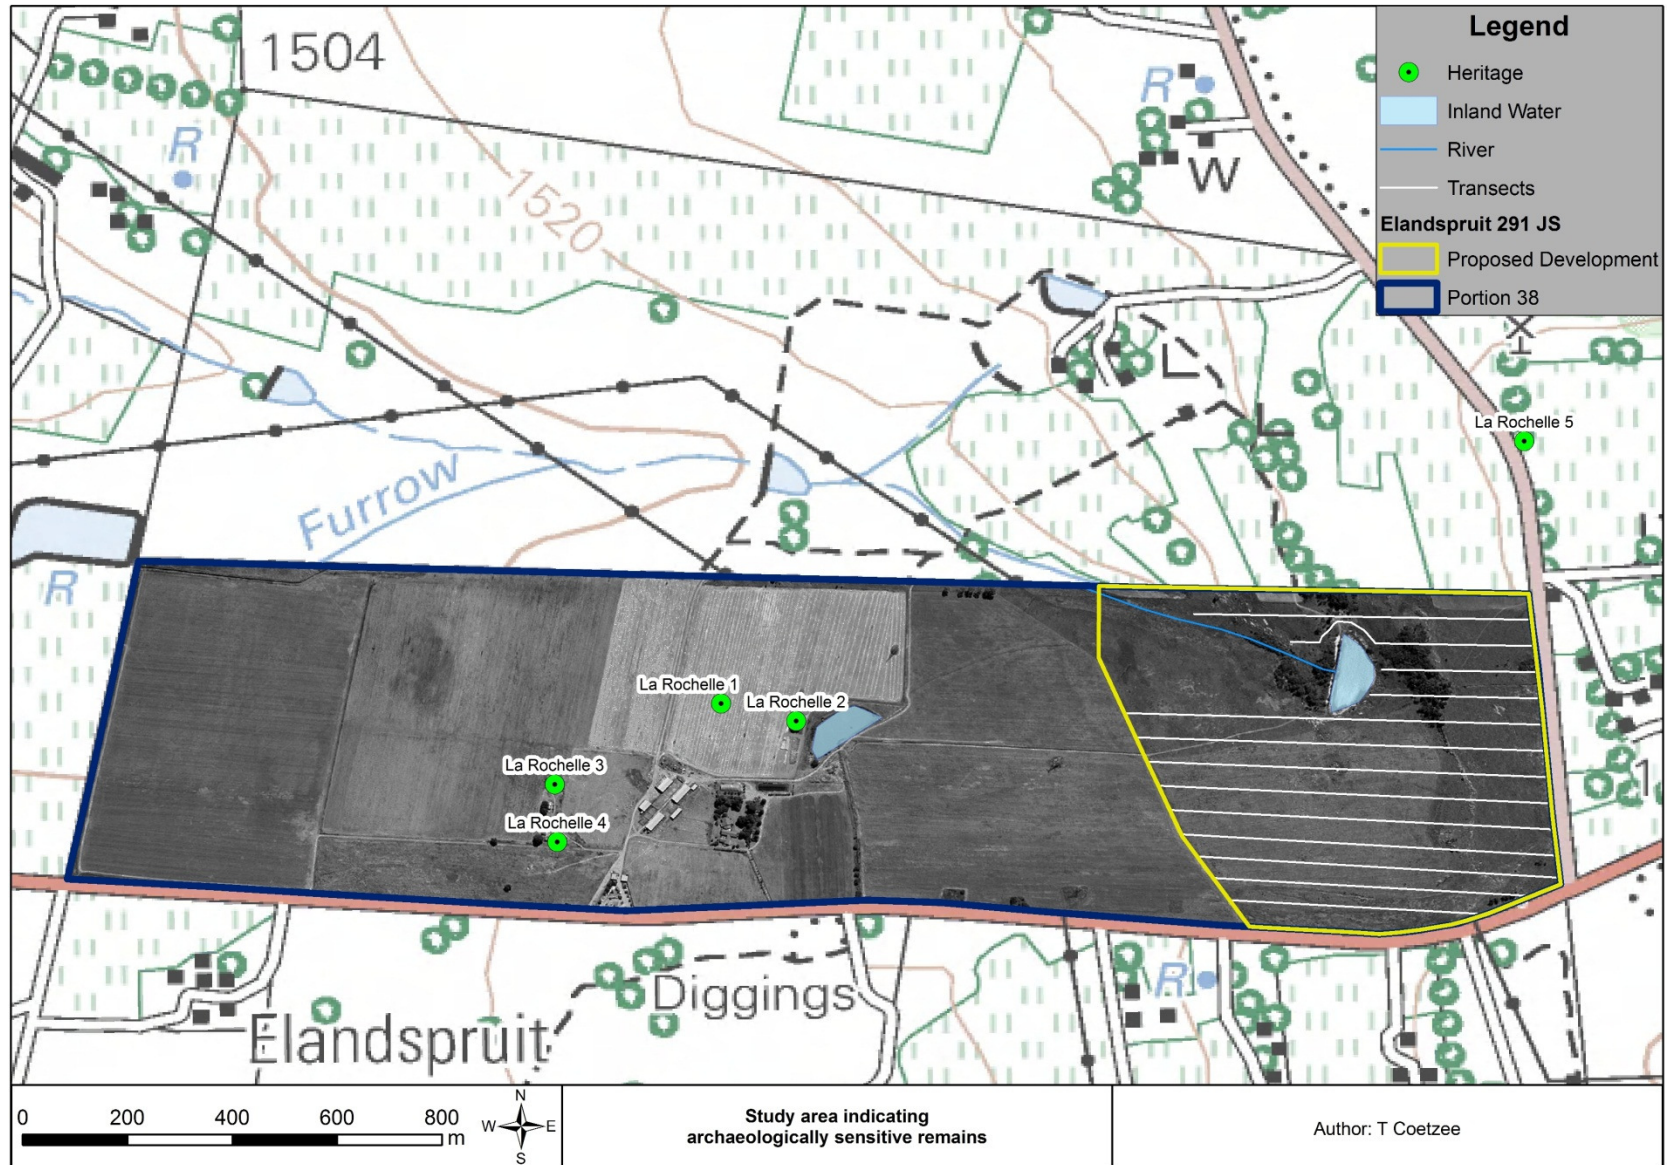 Legend
Heritage
Inland Water
River
Transects
Elandspruit 291 JS
Proposed Development
Portion 38
1504
R
R
W
1520
La Rochelle 5
Furrow
R
La Rochelle 1
La Rochelle 2
La Rochelle 3
La Rochelle 4
1
R
Diggings
Elandspruit
0 200 400 600 800
m
N
W E
S
Study area indicating
archaeologically sensitive remains
Author: T Coetzee